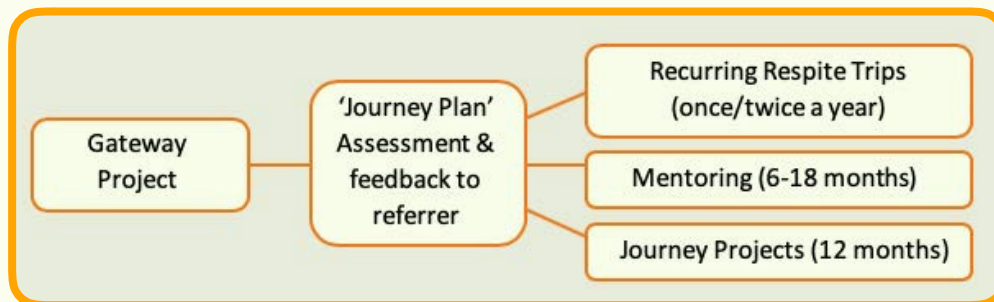 Gateway
Project
‘Journey Plan’
Assessment &
feedback to
referrer
Recurring Respite Trips
(once/twice a year)
Mentoring (6-18 months)
Journey Projects (12 months)